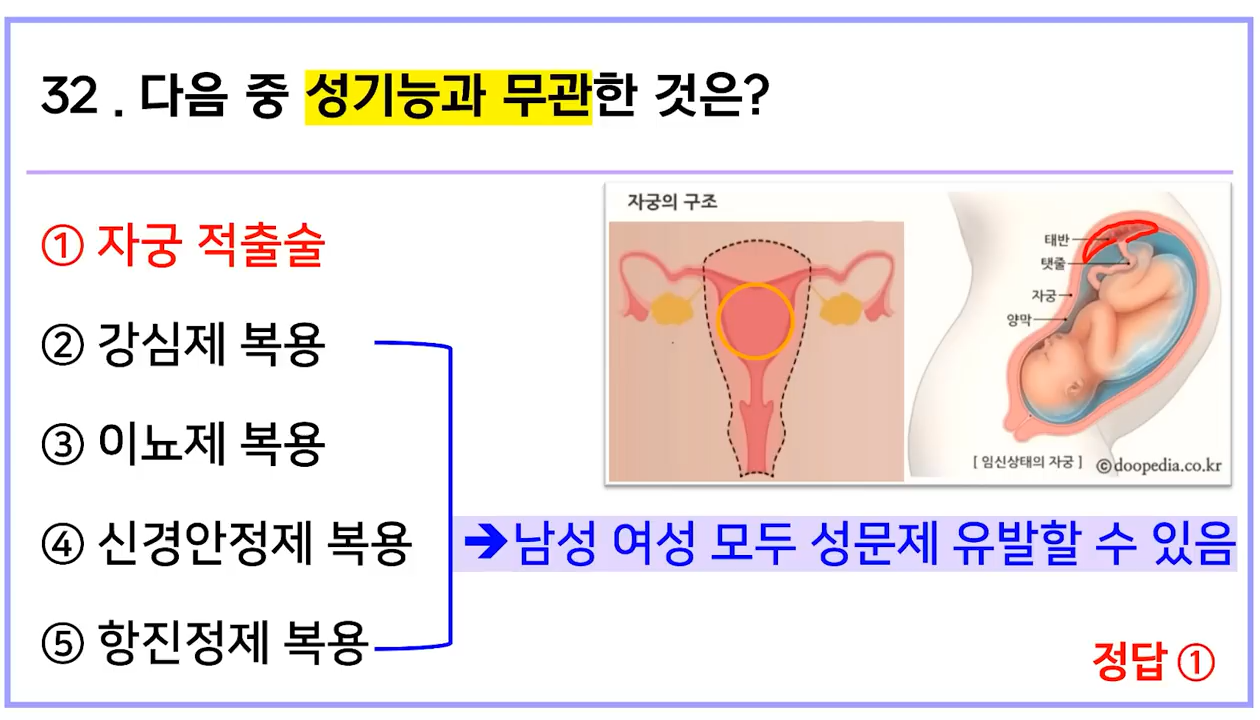 32 . 다음 중 성기능과 무관한 것은?
① 자궁 적출술
② 강심제 복용
③ 이뇨제 복용
④ 신경안정제 복용
⑤ 항진정제 복용
➔남성 여성 모두 성문제 유발할 수 있음
자궁의 구조
태반
탯줄
자궁
양막
[ 임신상태의 자궁 ] ©doopedia.co.kr
정답 ①